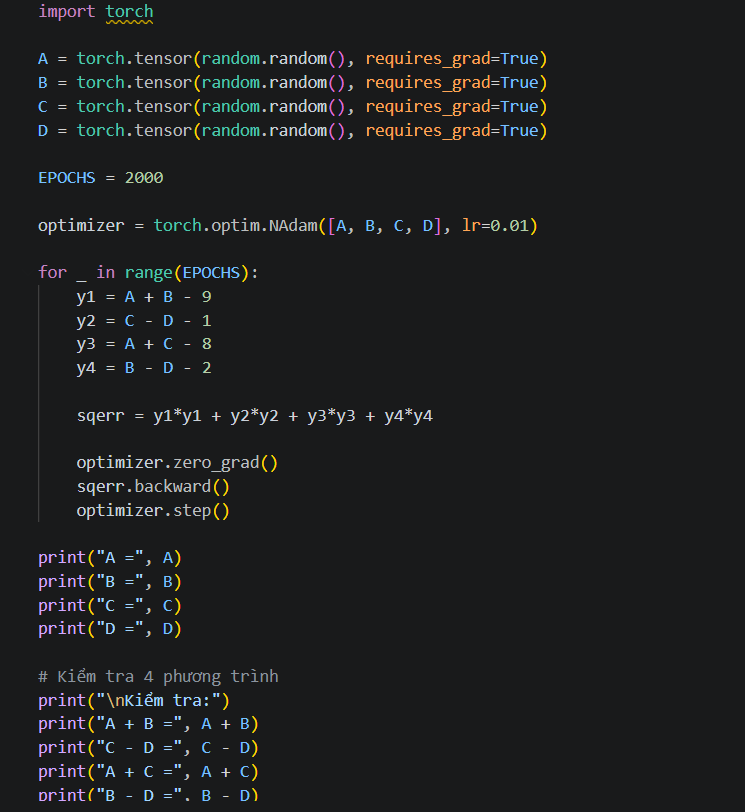 import torch
A = torch.tensor(random.random(), requires_grad=True)
B = torch.tensor(random.random(), requires_grad=True)
C = torch.tensor(random.random(), requires_grad=True)
D = torch.tensor(random.random(), requires_grad=True)
EPOCHS = 2000
optimizer = torch.optim.NAdam([A, B, C, D], lr=0.01)
for _ in range(EPOCHS):
    y1 = A + B - 9
    y2 = C - D - 1
    y3 = A + C - 8
    y4 = B - D - 2
    sqerr = y1*y1 + y2*y2 + y3*y3 + y4*y4
    optimizer.zero_grad()
    sqerr.backward()
    optimizer.step()
print("A =", A)
print("B =", B)
print("C =", C)
print("D =", D)
# Kiểm tra 4 phương trình
print("\nKiểm tra:")
print("A + B =", A + B)
print("C - D =", C - D)
print("A + C =", A + C)
print("B - D =", B - D)